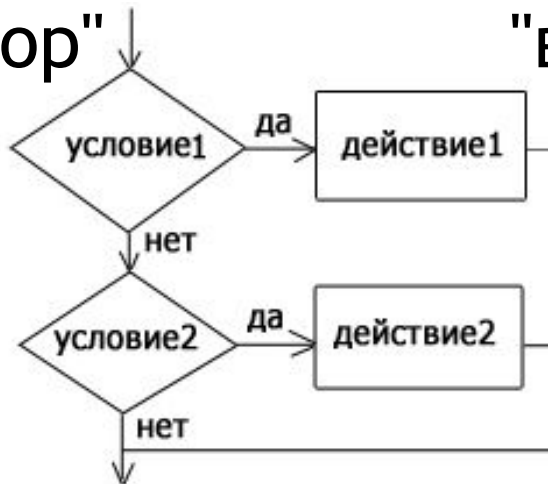 ор" "в
да
условие1 действие1
нет
да
условие2 действие2
нет